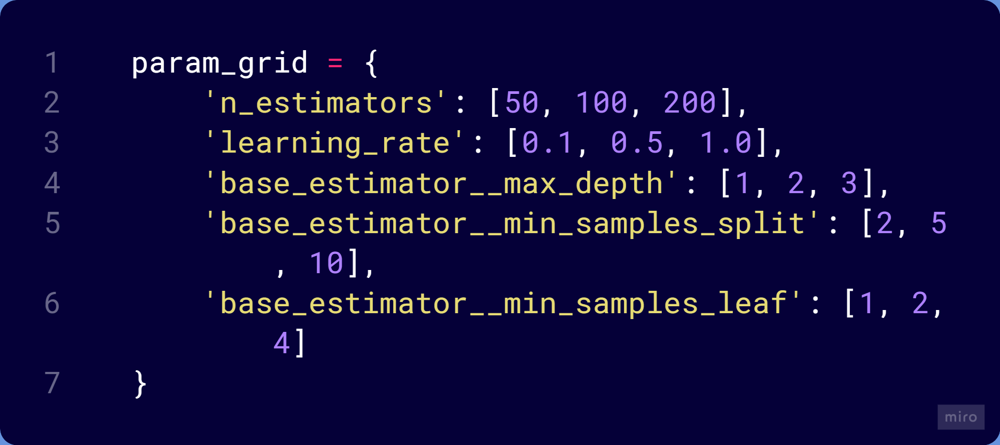 1 param_grid = {
2 'n_estimators': [50, 100, 200],
3 'learning_rate': [0.1, 0.5, 1.0],
4 'base_estimator__max_depth': [1, 2, 3],
5 'base_estimator__min_samples_split': [2, 5
, 10],
6 'base_estimator__min_samples_leaf': [1, 2,
4]
7 }
miro